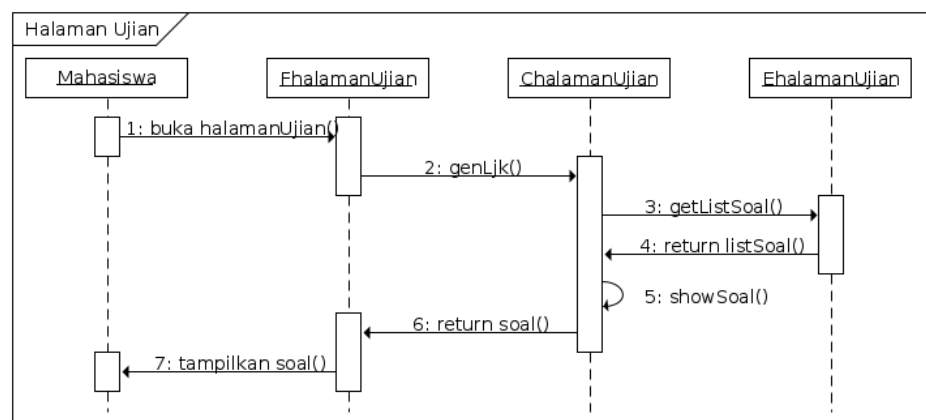 Halaman Ujian
Mahasiswa
FhalamanUjian
ChalamanUjian
EhalamanUjian
1: buka halamanUjian()
2: genLjk()
3: getListSoal()
4: return listSoal()
5: showSoal()
6: return soal()
7: tampilkan soal()